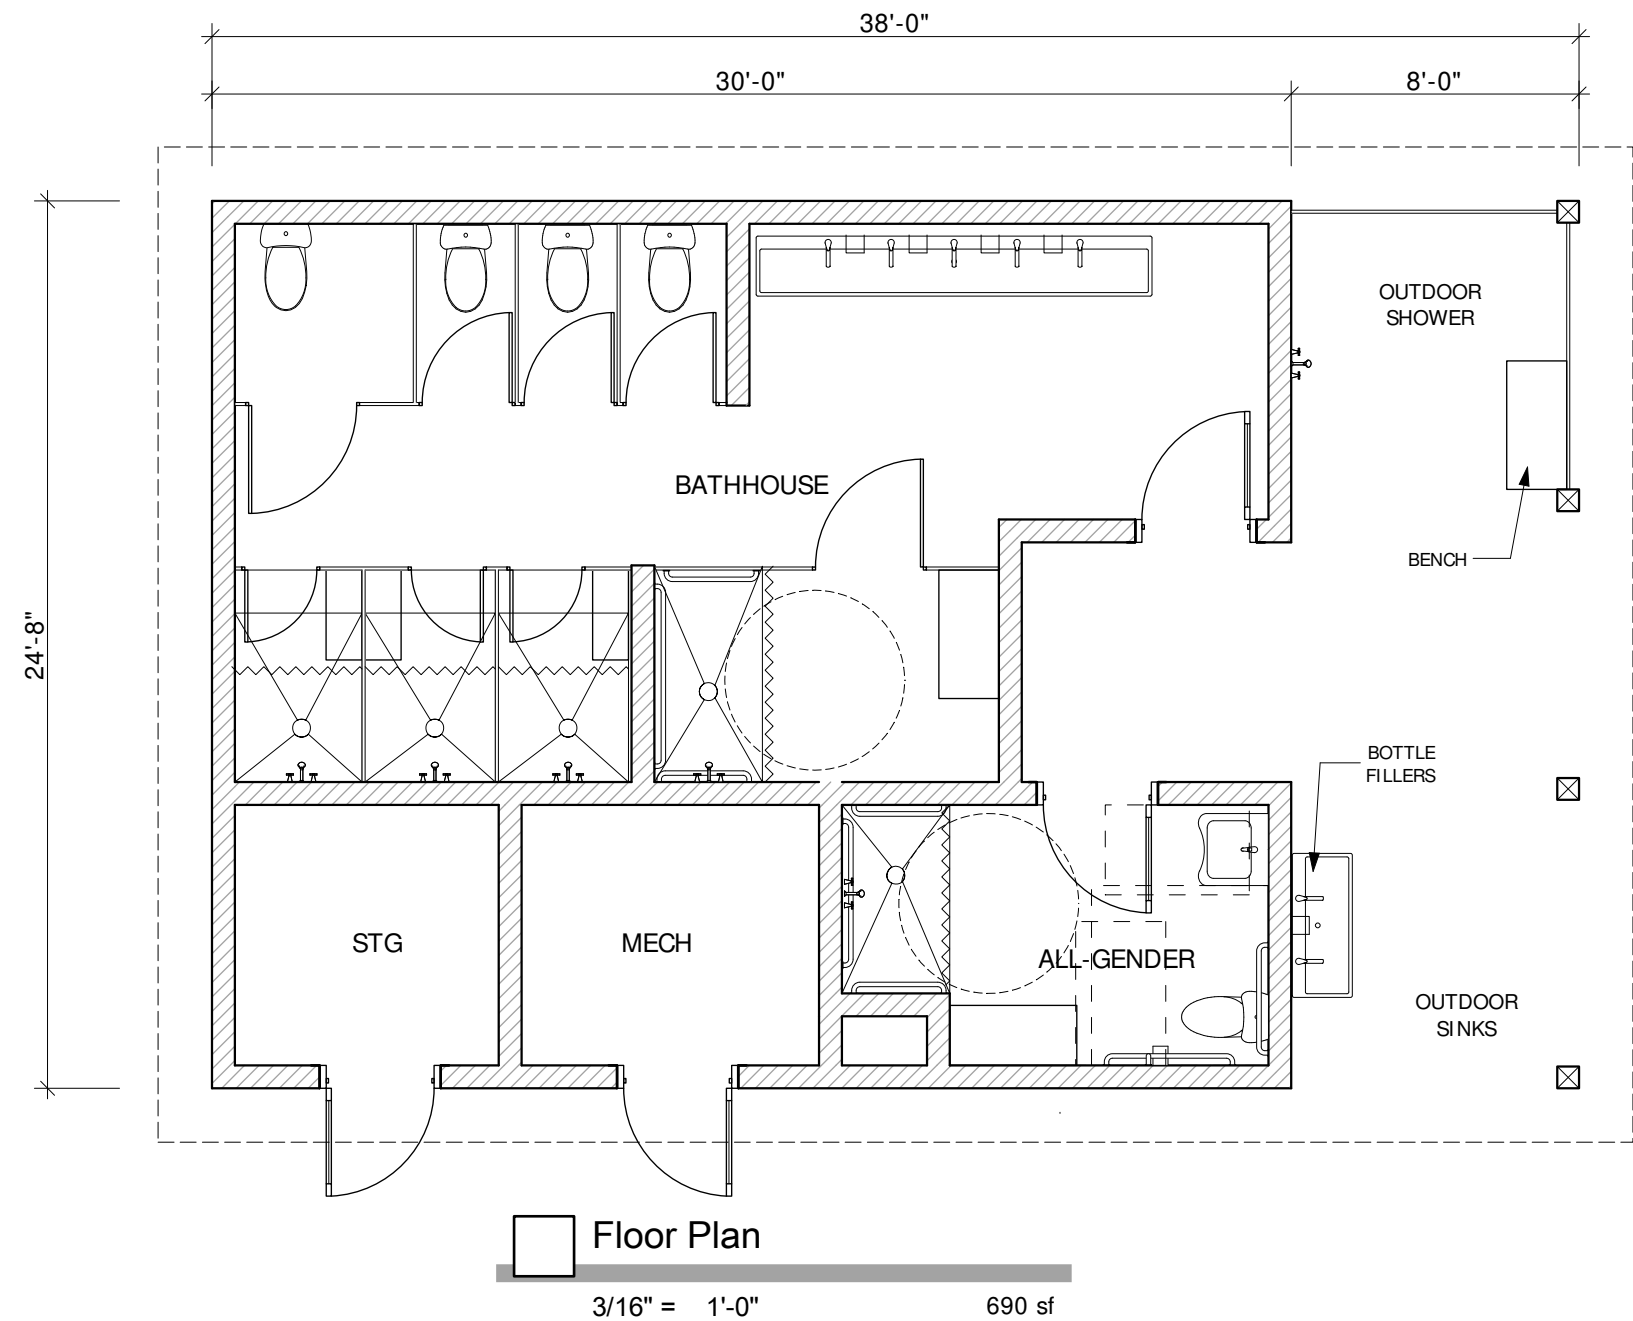 38'-0"
30'-0"
8'-0"
24'-8"
OUTDOOR
SHOWER
BATHHOUSE
BENCH
BOTTLE
FILLERS
STG
MECH
ALL-GENDER
OUTDOOR
SINKS
Floor Plan
3/16" = 1'-0"
690 sf